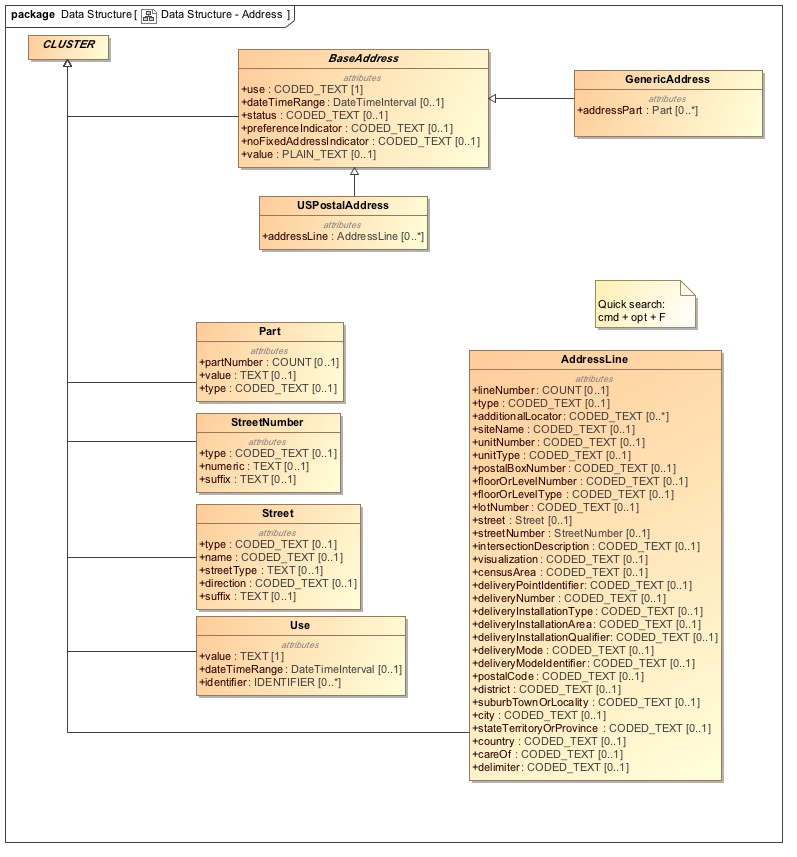 package Data Structure [ Data Structure - Address ]
CLUSTER
BaseAddress
attributes
+use : CODED_TEXT [1]
+dateTimeRange : DateTimeInterval [0..1]
+status : CODED_TEXT [0..1]
+preferenceIndicator : CODED_TEXT [0..1]
+noFixedAddressIndicator : CODED_TEXT [0..1]
+value : PLAIN_TEXT [0..1]
GenericAddress
attributes
+addressPart : Part [0..*]
USPostalAddress
attributes
+addressLine : AddressLine [0..*]
Quick search:
cmd + opt + F
Part
attributes
+partNumber : COUNT [0..1]
+value : TEXT [0..1]
+type : CODED_TEXT [0..1]
StreetNumber
attributes
+type : CODED_TEXT [0..1]
+numeric : TEXT [0..1]
+suffix : TEXT [0..1]
Street
attributes
+type : CODED_TEXT [0..1]
+name : CODED_TEXT [0..1]
+streetType : TEXT [0..1]
+direction : CODED_TEXT [0..1]
+suffix : TEXT [0..1]
Use
attributes
+value : TEXT [1]
+dateTimeRange : DateTimeInterval [0..1]
+identifier : IDENTIFIER [0..*]
AddressLine
attributes
+lineNumber : COUNT [0..1]
+type : CODED_TEXT [0..1]
+additionalLocator : CODED_TEXT [0..*]
+siteName : CODED_TEXT [0..1]
+unitNumber : CODED_TEXT [0..1]
+unitType : CODED_TEXT [0..1]
+postalBoxNumber : CODED_TEXT [0..1]
+floorOrLevelNumber : CODED_TEXT [0..1]
+floorOrLevelType : CODED_TEXT [0..1]
+lotNumber : CODED_TEXT [0..1]
+street : Street [0..1]
+streetNumber : StreetNumber [0..1]
+intersectionDescription : CODED_TEXT [0..1]
+visualization : CODED_TEXT [0..1]
+censusArea : CODED_TEXT [0..1]
+deliveryPointIdentifier : CODED_TEXT [0..1]
+deliveryNumber : CODED_TEXT [0..1]
+deliveryInstallationType : CODED_TEXT [0..1]
+deliveryInstallationArea : CODED_TEXT [0..1]
+deliveryInstallationQualifier : CODED_TEXT [0..1]
+deliveryMode : CODED_TEXT [0..1]
+deliveryModeIdentifier : CODED_TEXT [0..1]
+postalCode : CODED_TEXT [0..1]
+district : CODED_TEXT [0..1]
+suburbTownOrLocality : CODED_TEXT [0..1]
+city : CODED_TEXT [0..1]
+stateTerritoryOrProvince : CODED_TEXT [0..1]
+country : CODED_TEXT [0..1]
+careOf : CODED_TEXT [0..1]
+delimiter : CODED_TEXT [0..1]